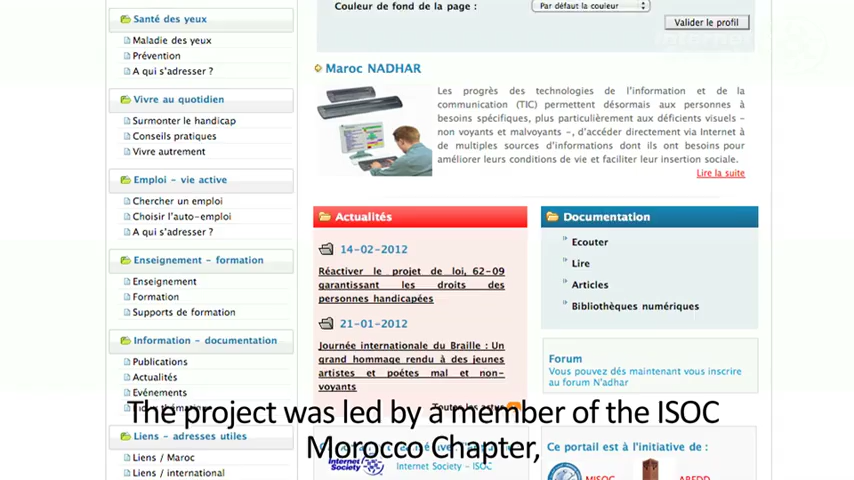 Couleur de fond de la page :
Par défaut la couleur
Valider le profil
Santé des yeux
Maladie des yeux
Prévention
A qui s'adresser ?
Vivre au quotidien
Surmonter le handicap
Conseils pratiques
Vivre autrement
Emploi - vie active
Chercher un emploi
Choisir l'auto-emploi
A qui s'adresser ?
Enseignement - formation
Enseignement
Formation
Supports de formation
Information - documentation
Publications
Actualités
Evénements
Liens - adresses utiles
Liens / Maroc
Liens / international
Maroc NADHAR
Les progrès des technologies de l'information et de la
communication (TIC) permettent désormais aux personnes à
besoins spécifiques, plus particulièrement aux déficients visuels -
non voyants et malvoyants -, d'accéder directement via Internet à
de multiples sources d'informations dont ils ont besoins pour
améliorer leurs conditions de vie et faciliter leur insertion sociale.
Lire la suite
Actualités
14-02-2012
Réactiver le projet de loi, 62-09
garantissant les droits des
personnes handicapées
21-01-2012
Journée internationale du Braille : Un
grand hommage rendu à des jeunes
artistes et poétes mal et non-
voyants
Documentation
Ecouter
Lire
Articles
Bibliothèques numériques
Forum
Vous pouvez dés maintenant vous inscrire
au forum N'adhar
The project was led by a member of the ISOC
Morocco Chapter,
Internet Society
Internet Society - ISOC
Ce portail est à l'initiative de :
MISOC